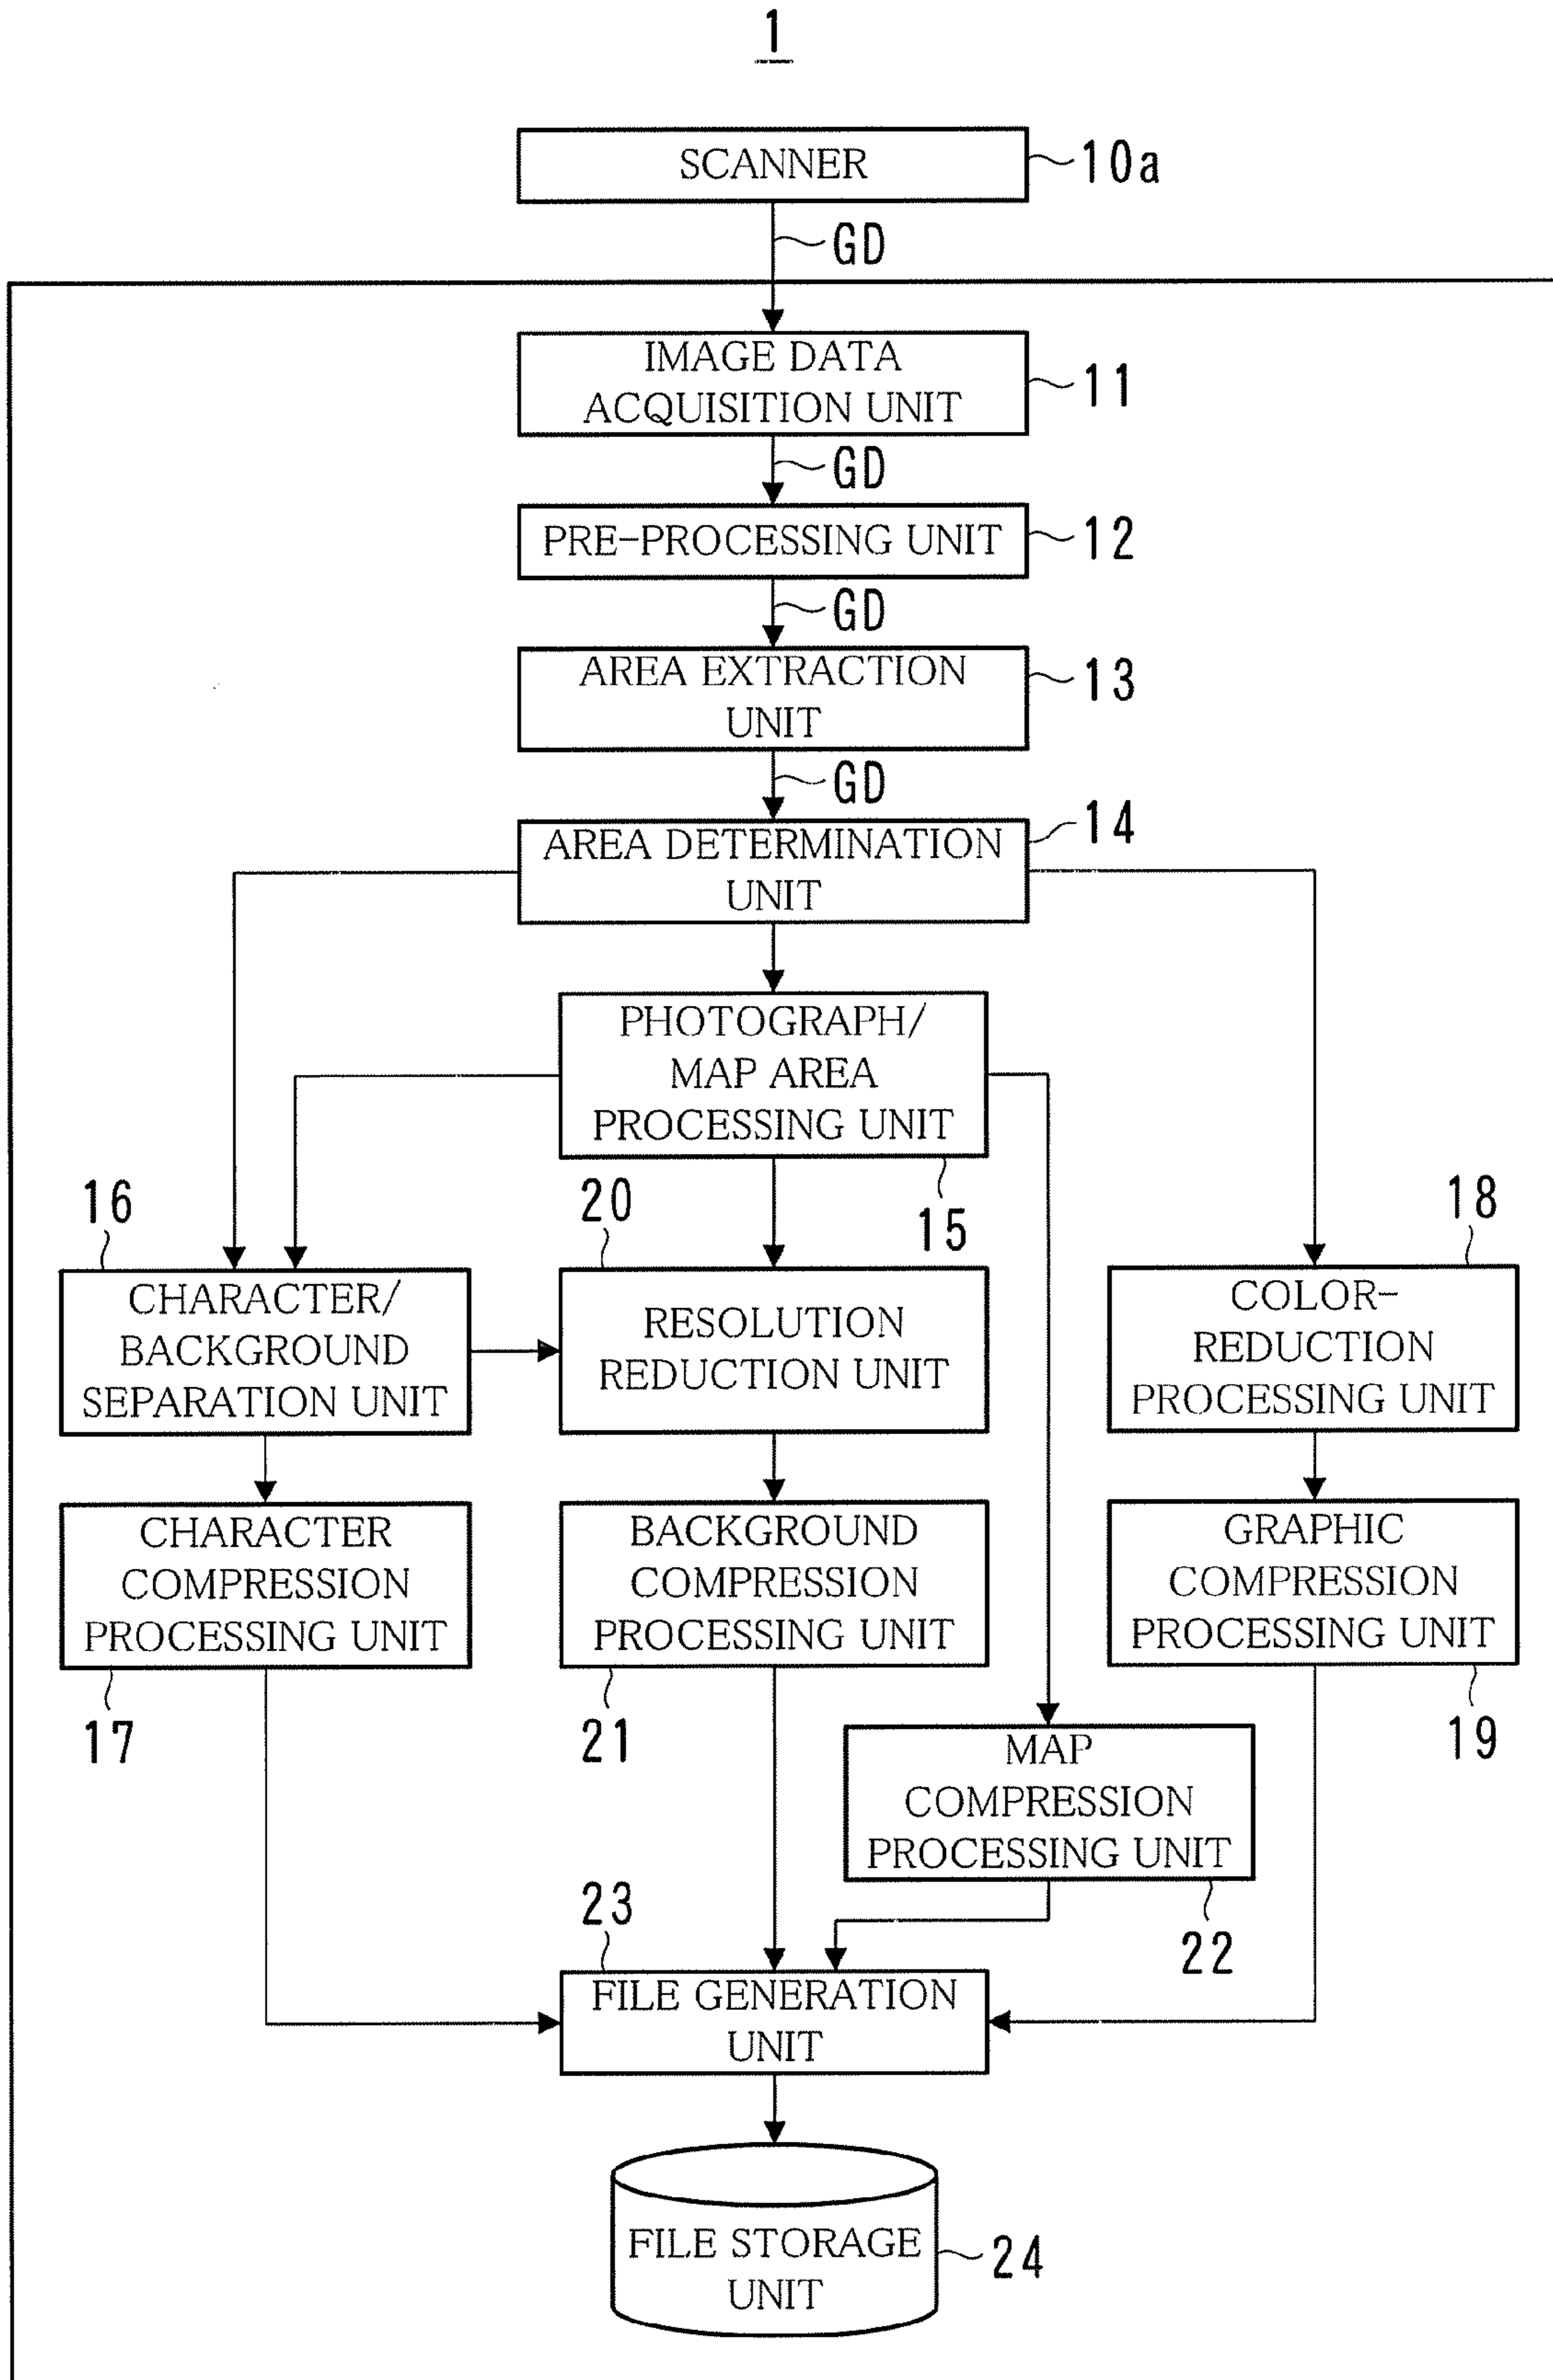 1
SCANNER
10a
GD
IMAGE DATA
ACQUISITION UNIT
11
GD
PRE-PROCESSING UNIT
12
GD
AREA EXTRACTION
UNIT
13
GD
AREA DETERMINATION
UNIT
14
PHOTOGRAPH/
MAP AREA
PROCESSING UNIT
15
16
CHARACTER/
BACKGROUND
SEPARATION UNIT
20
RESOLUTION
REDUCTION UNIT
18
COLOR-
REDUCTION
PROCESSING UNIT
CHARACTER
COMPRESSION
PROCESSING UNIT
17
BACKGROUND
COMPRESSION
PROCESSING UNIT
21
GRAPHIC
COMPRESSION
PROCESSING UNIT
19
MAP
COMPRESSION
PROCESSING UNIT
22
23
FILE GENERATION
UNIT
FILE STORAGE
UNIT
24